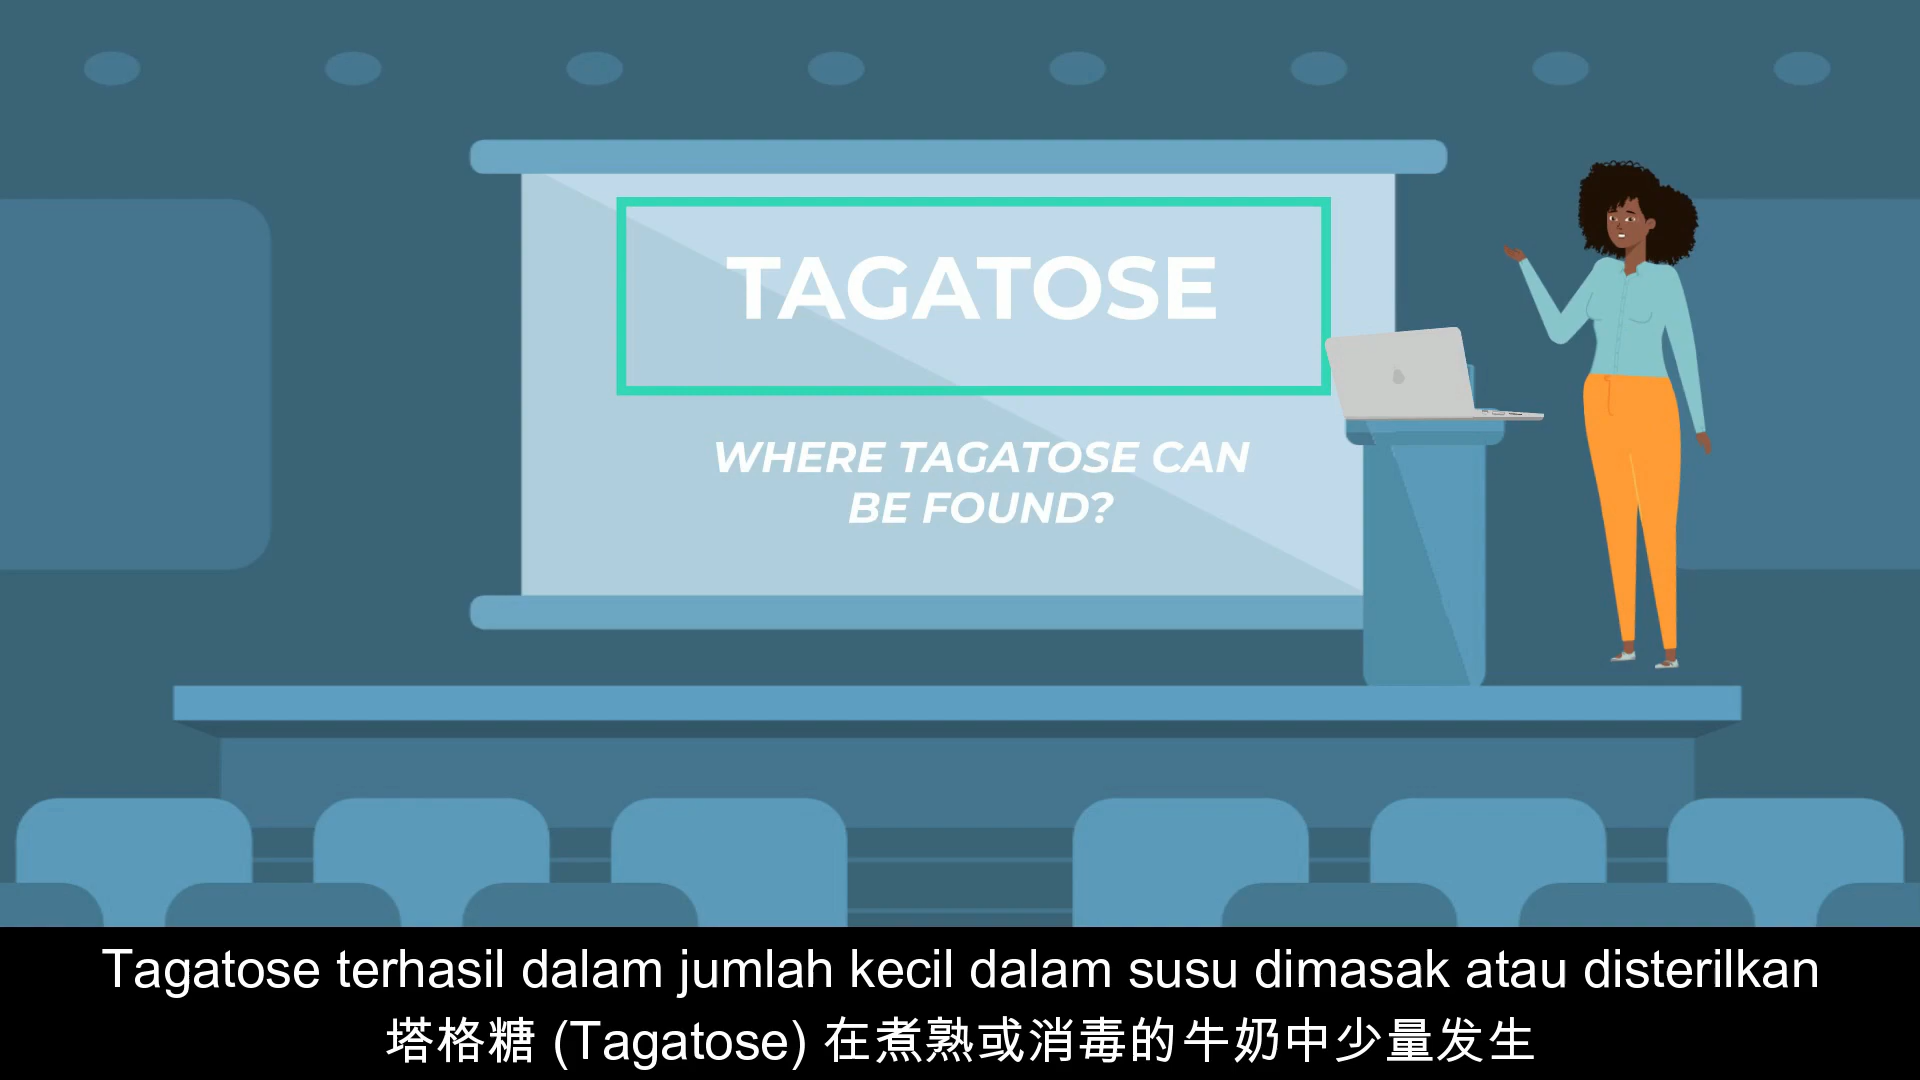 TAGATOSE
WHERE TAGATOSE CAN
BE FOUND?
Tagatose terhasil dalam jumlah kecil dalam susu dimasak atau disterilkan
塔格糖 (Tagatose) 在煮熟或消毒的牛奶中少量发生